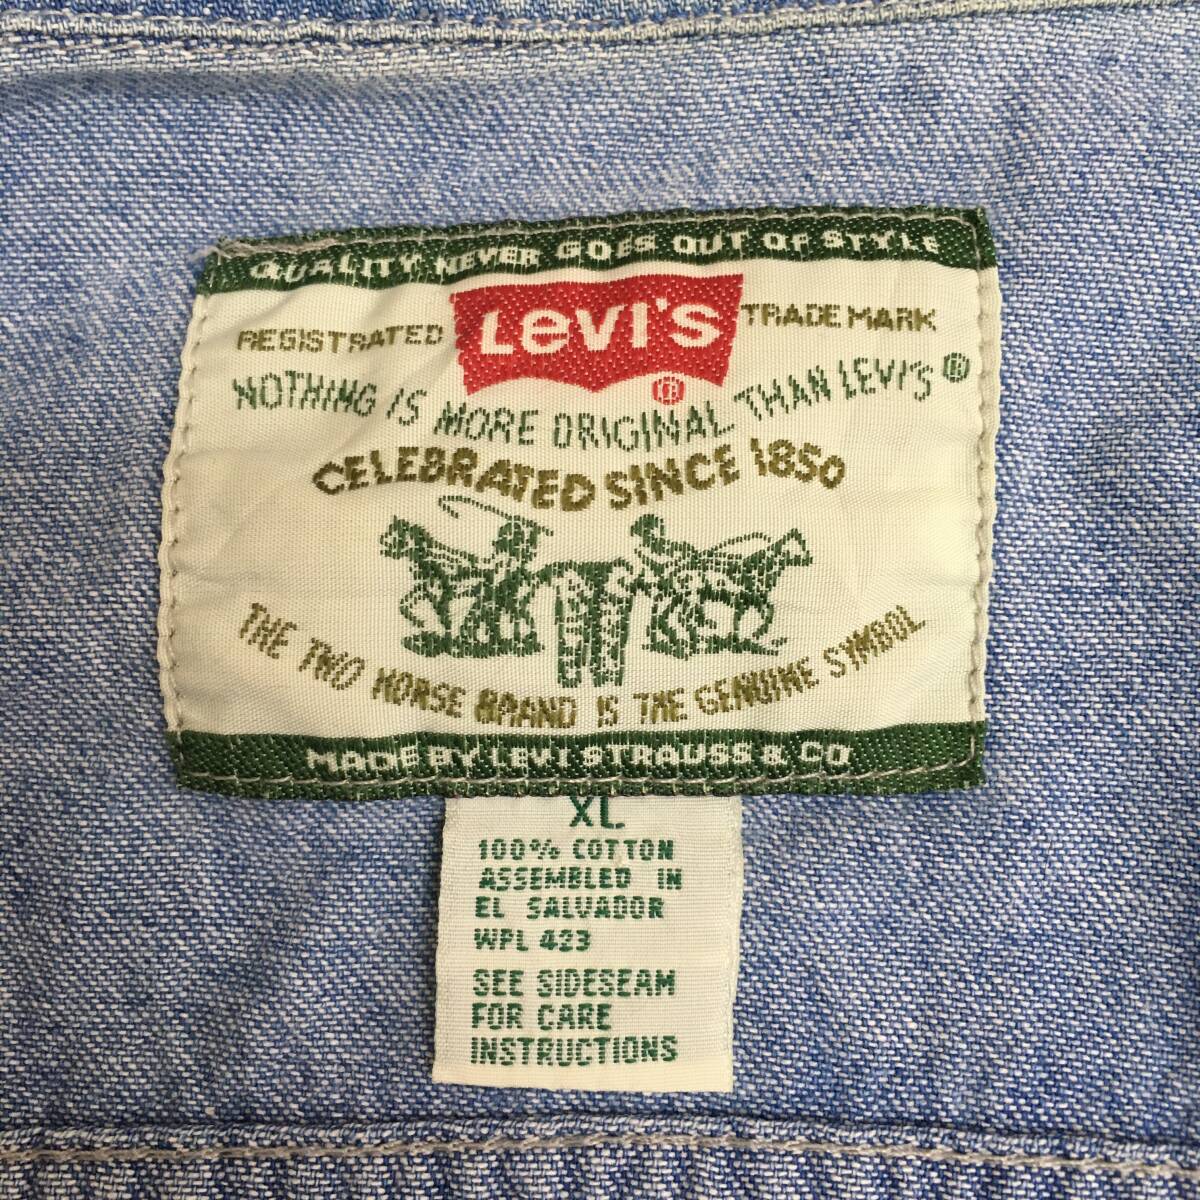 QUALITY NEVER GOES OUT OF STYLE
REGISTRATED LEVI'S TRADE MARK
®
NOTHING IS MORE ORIGINAL THAN LEVI'S ®
CELEBRATED SINCE 1850
THE TWO HORSE BRAND IS THE GENUINE SYMBOL
MADE BY LEVI STRAUSS & CO
XL
100% COTTON
ASSEMBLED IN
EL SALVADOR
WPL 423
SEE SIDESEAM
FOR CARE
INSTRUCTIONS